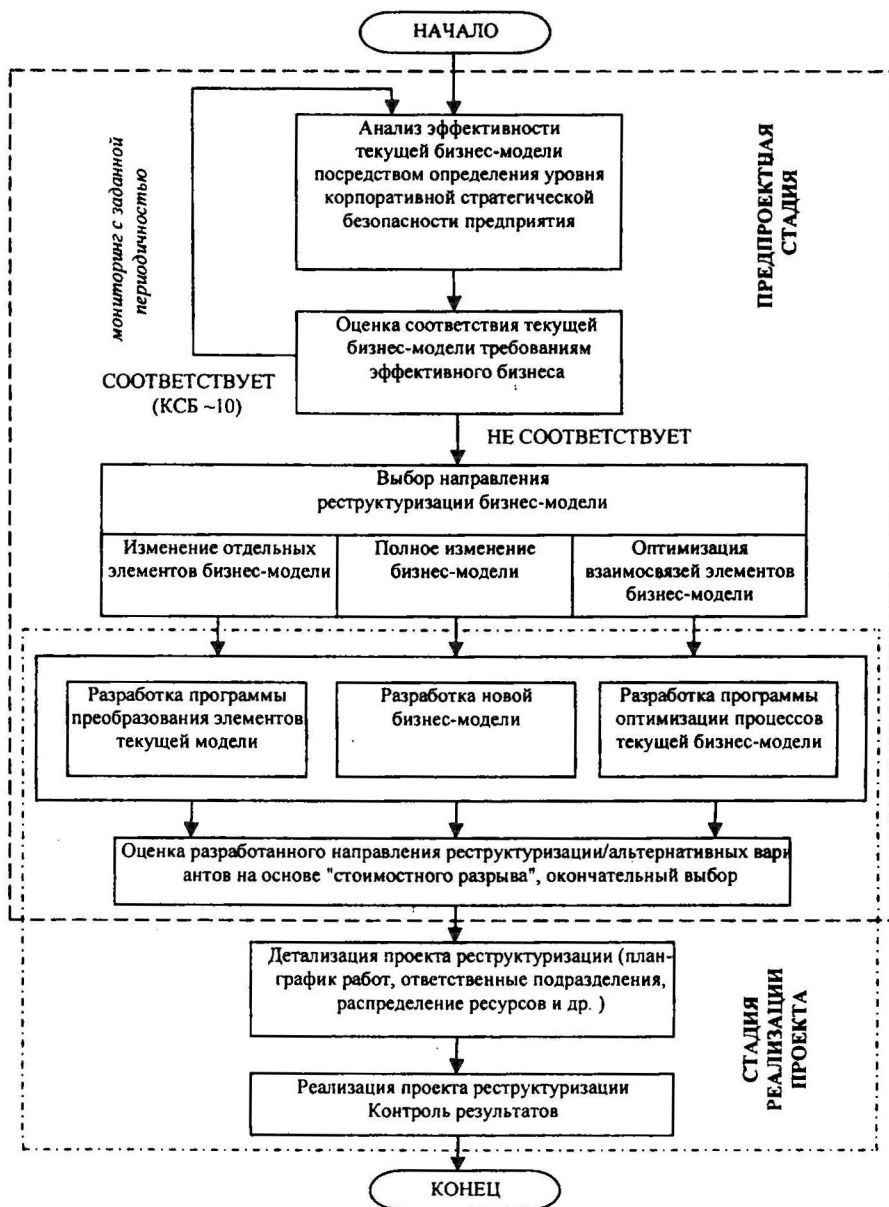 НАЧАЛО
Анализ эффективности
текущей бизнес-модели
посредством определения уровня
корпоративной стратегической
безопасности предприятия
мониторинг с заданной
периодичностью
ПРЕДПРОЕКТНАЯ
СТАДИЯ
Оценка соответствия текущей
бизнес-модели требованиям
эффективного бизнеса
СООТВЕТСТВУЕТ
(КСБ ~10)
НЕ СООТВЕТСТВУЕТ
Выбор направления
реструктуризации бизнес-модели
Изменение отдельных
элементов бизнес-модели
Полное изменение
бизнес-модели
Оптимизация
взаимосвязей элементов
бизнес-модели
Разработка программы
преобразования элементов
текущей модели
Разработка новой
бизнес-модели
Разработка программы
оптимизации процессов
текущей бизнес-модели
Оценка разработанного направления реструктуризации/альтернативных вари
антов на основе "стоимостного разрыва", окончательный выбор
Детализация проекта реструктуризации (план-
график работ, ответственные подразделения,
распределение ресурсов и др. )
СТАДИЯ
РЕАЛИЗАЦИИ
ПРОЕКТА
Реализация проекта реструктуризации
Контроль результатов
КОНЕЦ